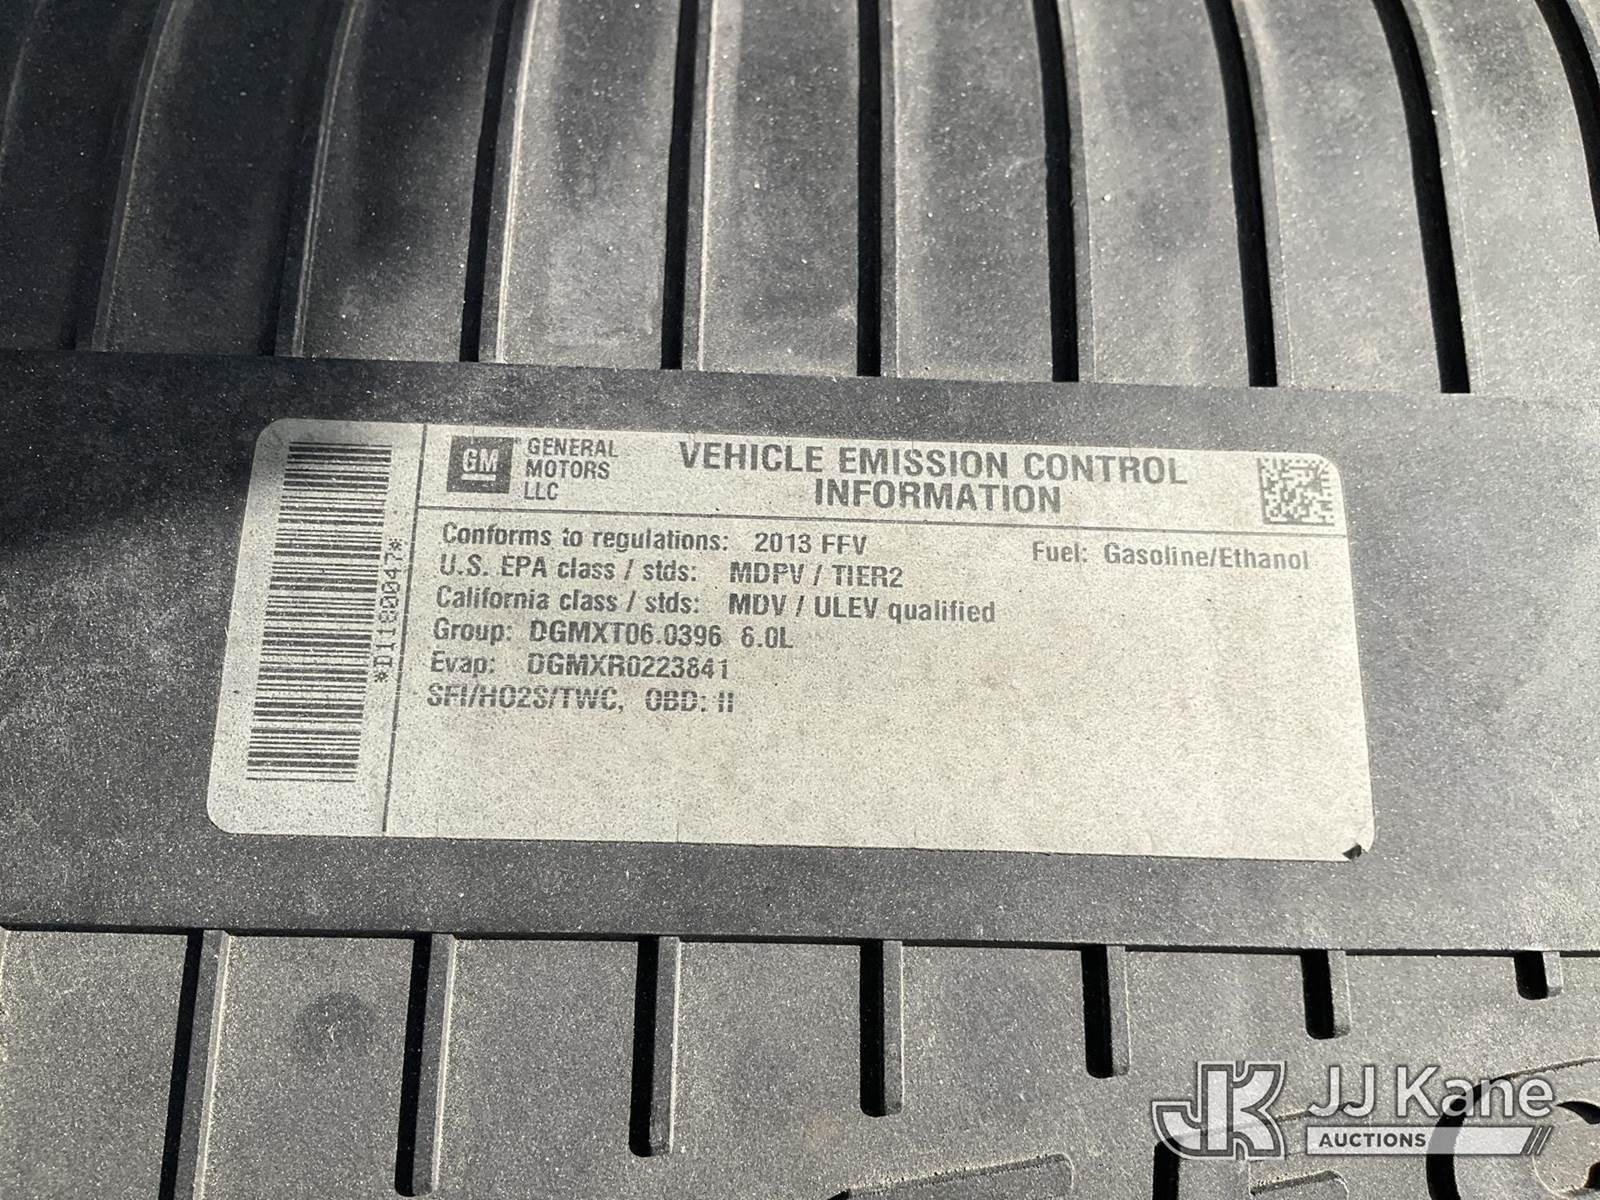 GM
GENERAL
MOTORS
LLC
VEHICLE EMISSION CONTROL
INFORMATION
Conforms to regulations: 2013 FFV
Fuel: Gasoline/Ethanol
U.S. EPA class / stds: MDPV / TIER2
California class / stds: MDV / ULEV qualified
Group: DGMXT06.0396 6.0L
Evap: DGMXR0223841
SFI/HO2S/TWC, OBD: II
*D1180047*
JK JJ Kane
AUCTIONS